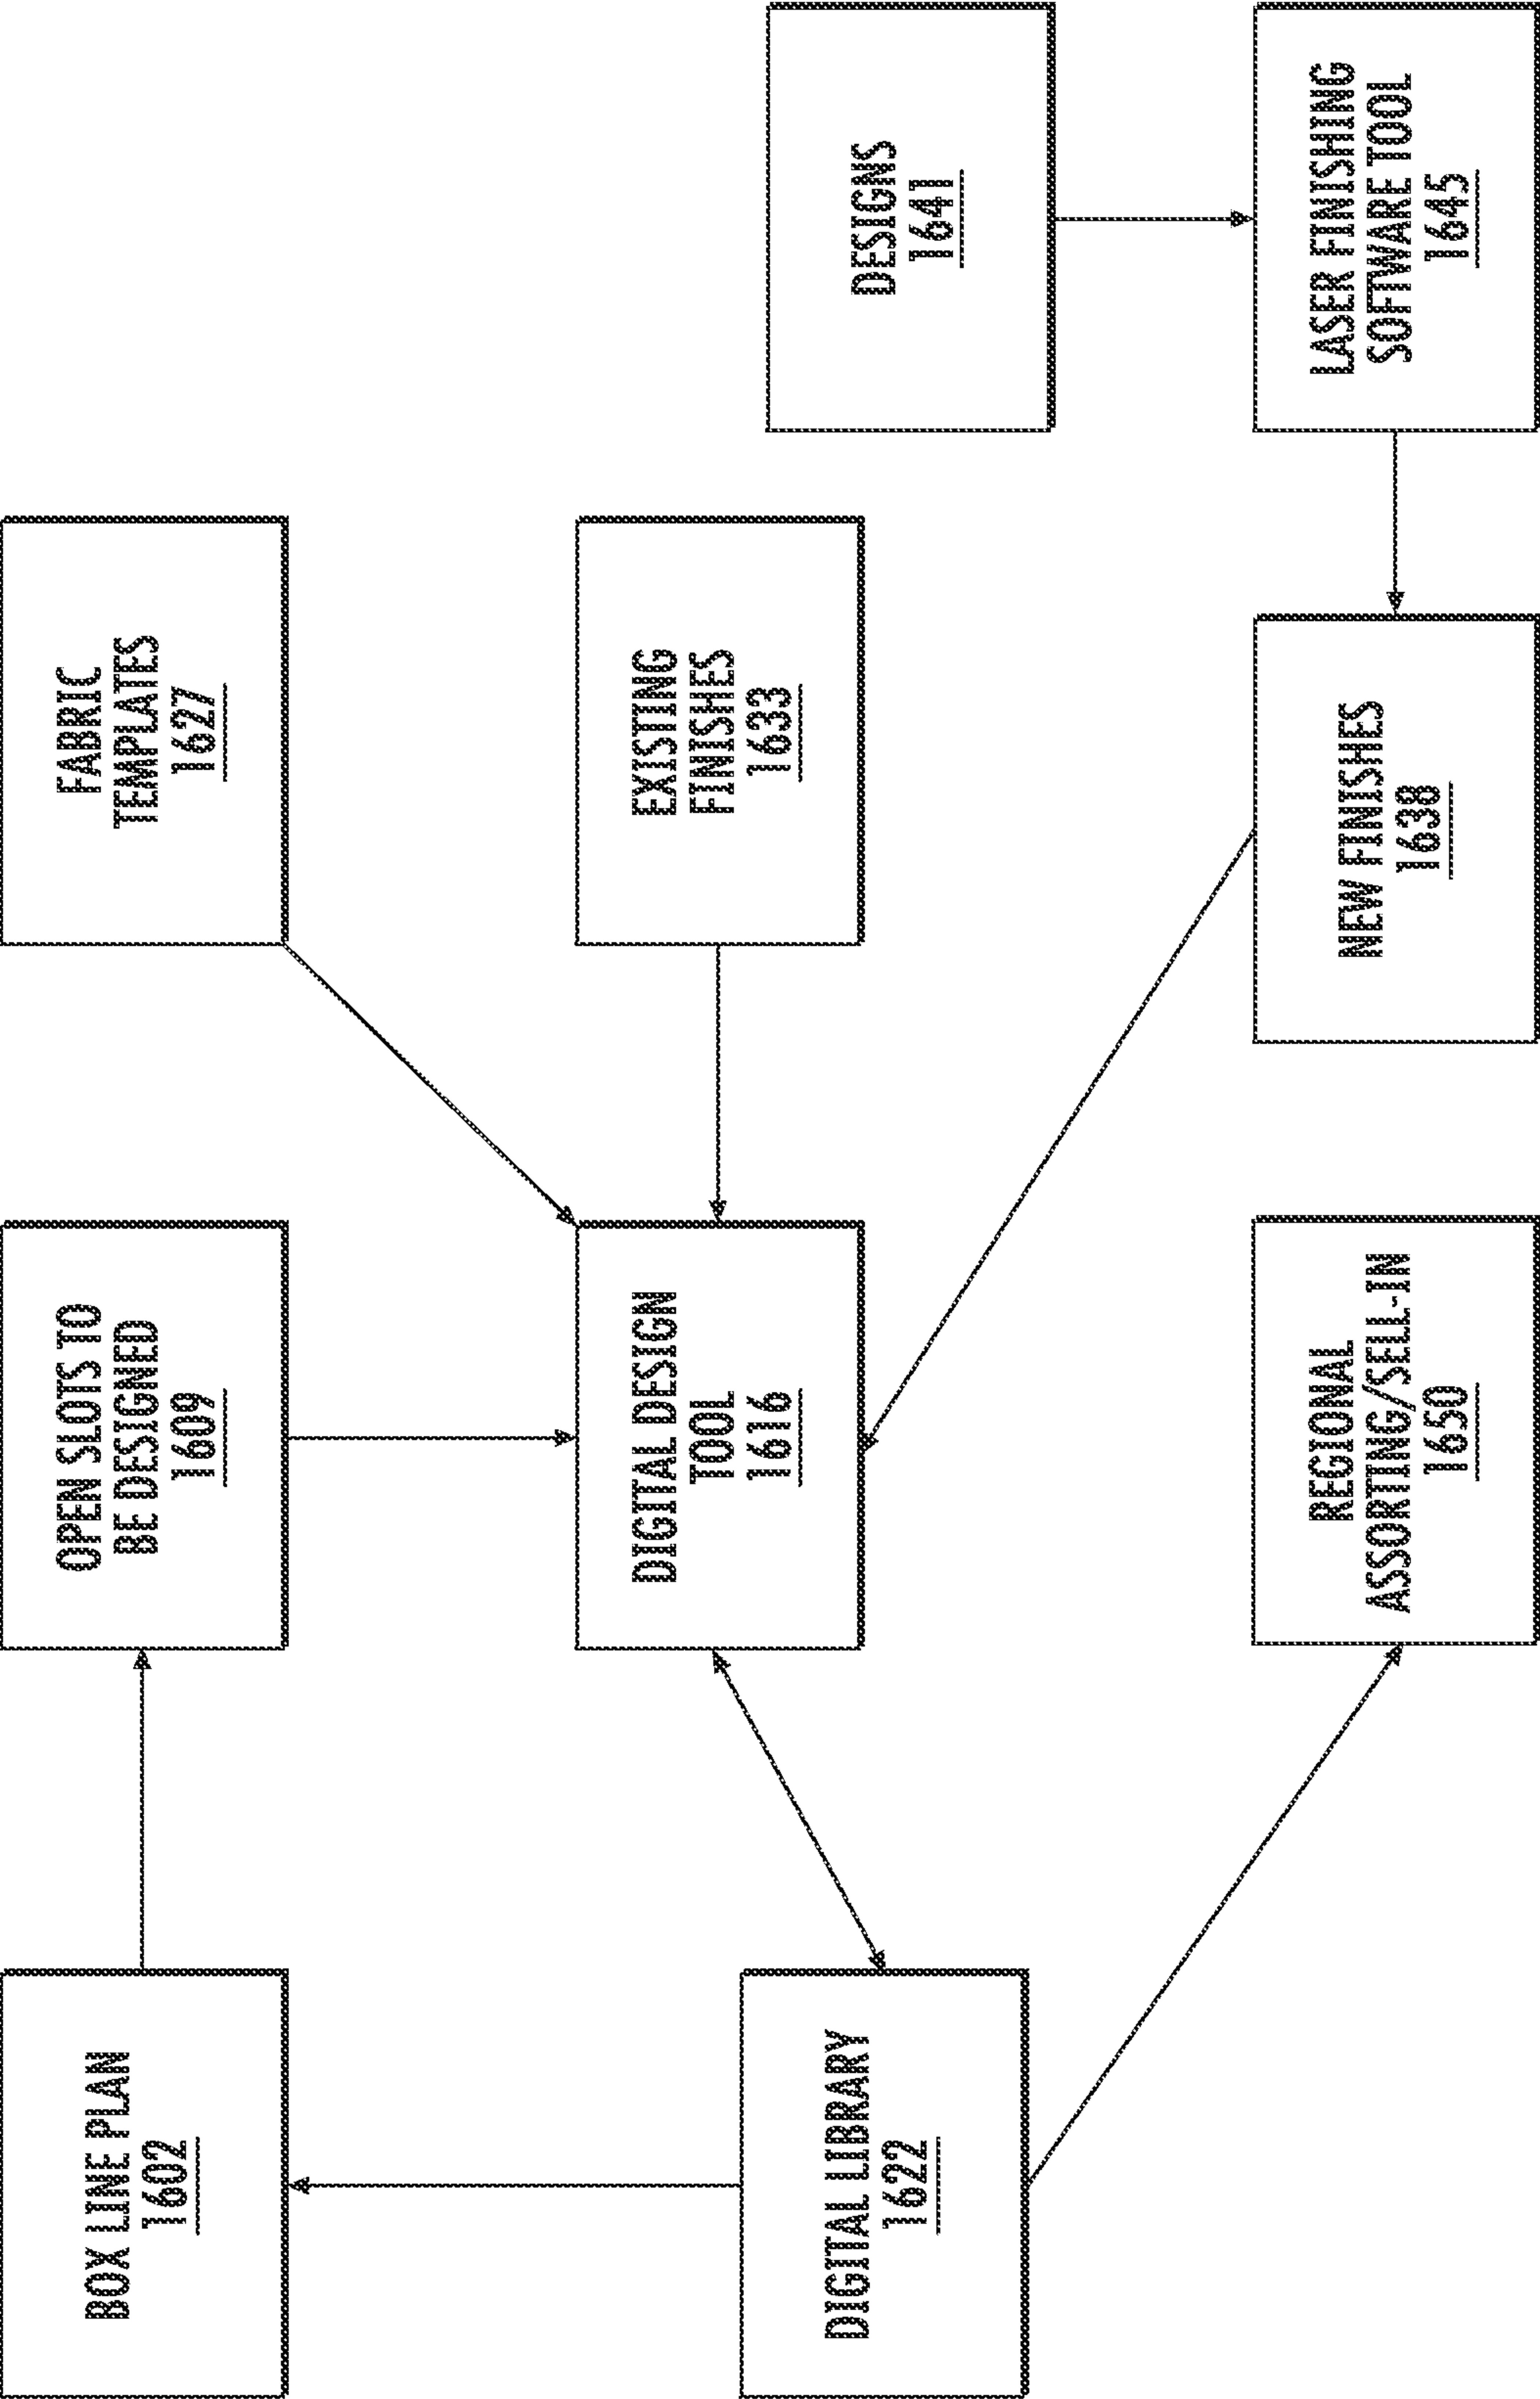 BOX LINE PLAN
1602
OPEN SLOTS TO
BE DESIGNED
1609
FABRIC
TEMPLATES
1627
DIGITAL DESIGN
TOOL
1616
EXISTING
FINISHES
1633
DIGITAL LIBRARY
1622
DESIGNS
1641
REGIONAL
ASSORTING/SELL-IN
1650
NEW FINISHES
1638
LASER FINISHING
SOFTWARE TOOL
1645